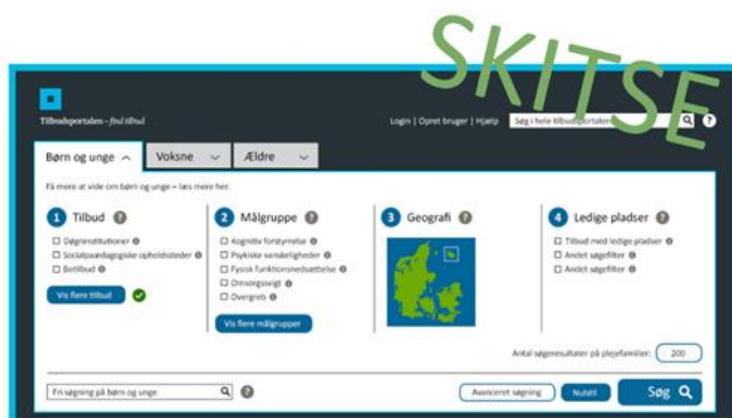 SKITSE
Tilbudsportalen – find tilbud
Login | Opret bruger | Hjælp
Søg i hele tilbudsportalen
?
Børn og unge
Voksne
Ældre
Få mere at vide om børn og unge – læs mere her.
1 Tilbud ?
Døgninstitutioner
Socialpædagogiske opholdssteder
Botilbud
Vis flere tilbud
2 Målgruppe ?
Kognitiv forstyrrelse
Psykiske vanskeligheder
Fysisk funktionsnedsættelse
Omsorgssvigt
Overgreb
Vis flere målgrupper
3 Geografi ?
4 Ledige pladser ?
Tilbud med ledige pladser
Andet søgefilter
Andet søgefilter
Antal søgeresultater på plejefamilier: 200
Fri søgning på børn og unge
?
Avanceret søgning
Nulstil
Søg